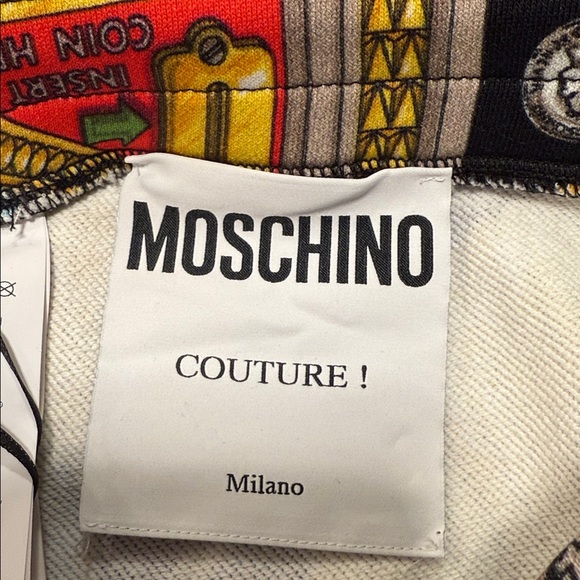 INSERT
COIN
MOSCHINO
COUTURE !
Milano